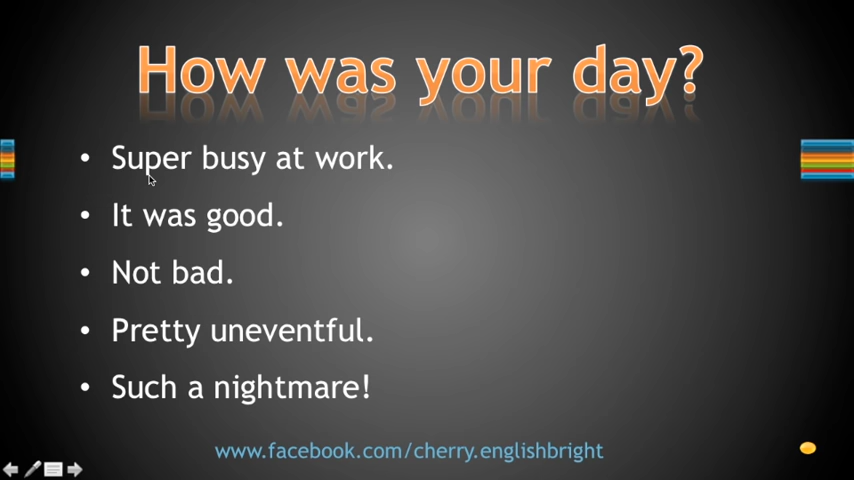 How was your day?
• Super busy at work.
• It was good.
• Not bad.
• Pretty uneventful.
• Such a nightmare!
www.facebook.com/cherry.englishbright